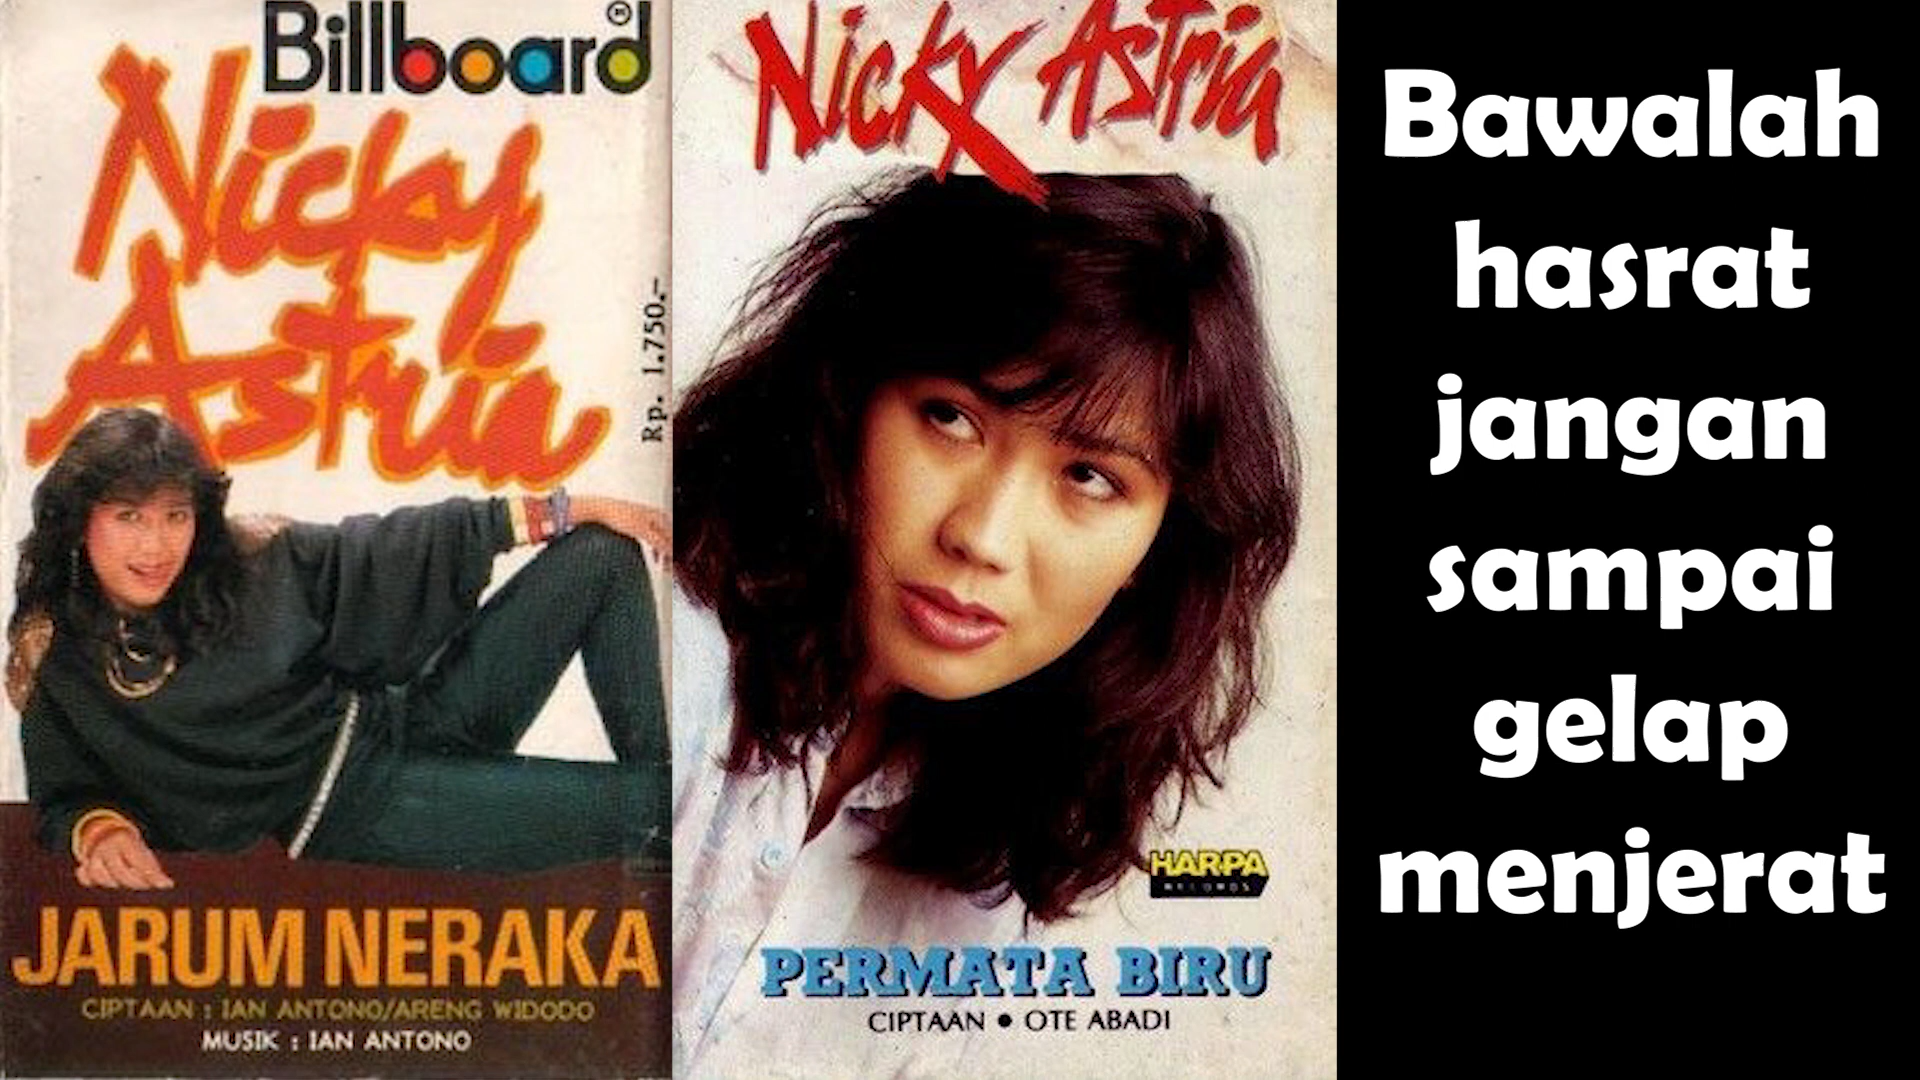 Billboard
Nicky
Astria
Rp. 1.750.-
JARUM NERAKA
CIPTAAN : IAN ANTONO/ARENG WIDODO
MUSIK : IAN ANTONO
Nicky Astria
HARPA
RECORDS
PERMATA BIRU
CIPTAAN • OTE ABADI
Bawalah
hasrat
jangan
sampai
gelap
menjerat